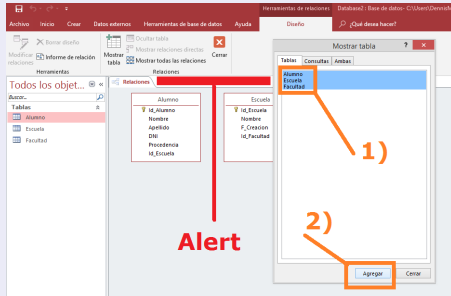 Herramientas de relaciones
Database2 : Base de datos- C:\Users\Dennis
Archivo Inicio Crear Datos externos Herramientas de base de datos Ayuda Diseño ¿Qué desea hacer?
Modificar relaciones
Borrar diseño
Informe de relación
Herramientas
Mostrar tabla
Ocultar tabla
Mostrar relaciones directas
Mostrar todas las relaciones
Relaciones
Cerrar
Todos los objet...
Buscar...
Tablas
Alumno
Escuela
Facultad
Relaciones
Alumno
Id_Alumno
Nombre
Apellido
DNI
Procedencia
Id_Escuela
Escuela
Id_Escuela
Nombre
F_Creacion
Id_Facultad
Mostrar tabla
? ×
Tablas Consultas Ambas
Alumno
Escuela
Facultad
1)
2)
Alert
Agregar Cerrar